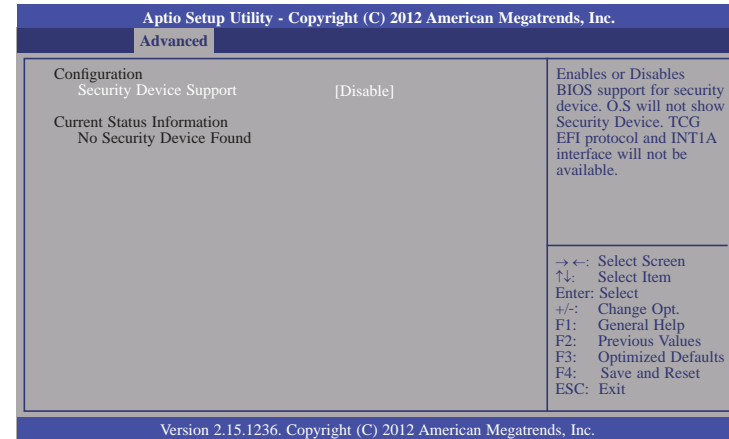 Aptio Setup Utility - Copyright (C) 2012 American Megatrends, Inc.
Advanced
Configuration
Security Device Support [Disable]
Current Status Information
No Security Device Found
Enables or Disables
BIOS support for security
device. O.S will not show
Security Device. TCG
EFI protocol and INT1A
interface will not be
available.
→ ←: Select Screen
↑↓: Select Item
Enter: Select
+/-: Change Opt.
F1: General Help
F2: Previous Values
F3: Optimized Defaults
F4: Save and Reset
ESC: Exit
Version 2.15.1236. Copyright (C) 2012 American Megatrends, Inc.